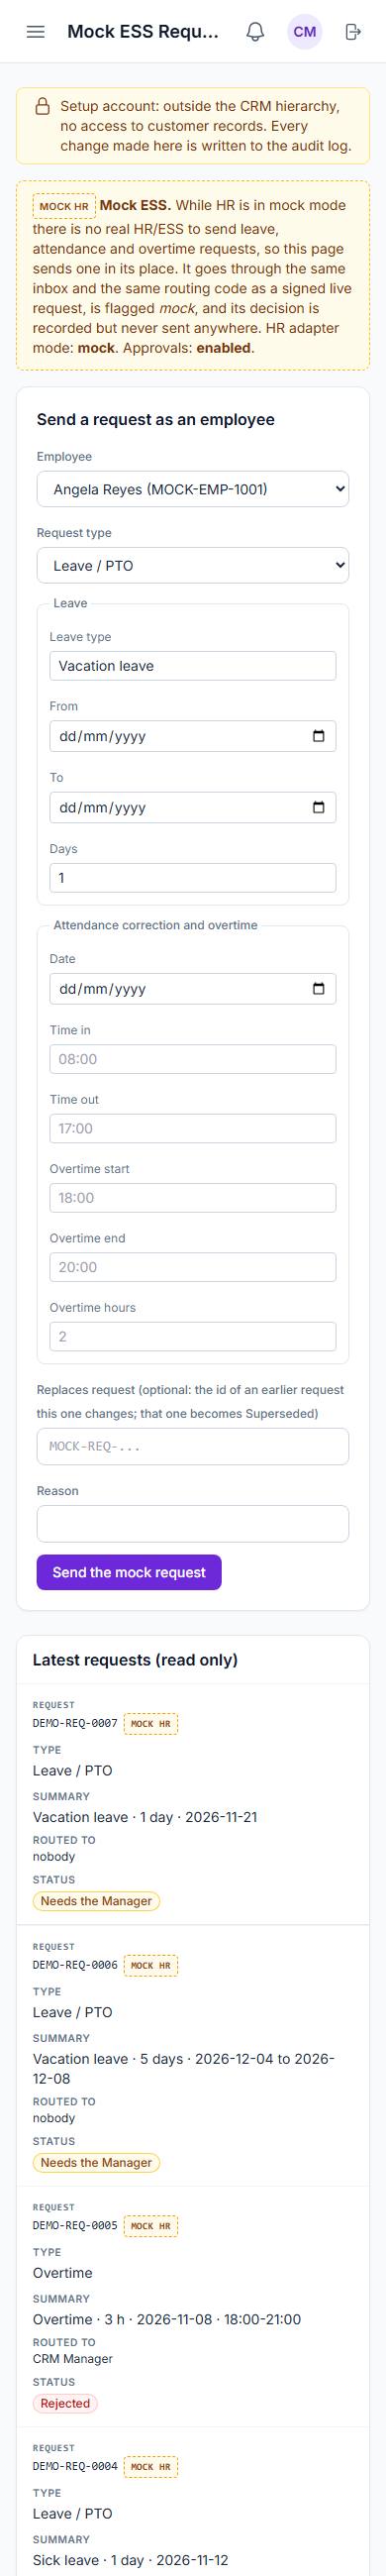 Mock ESS Requ...
CM
Setup account: outside the CRM hierarchy,
no access to customer records. Every
change made here is written to the audit log.
MOCK HR Mock ESS. While HR is in mock mode
there is no real HR/ESS to send leave,
attendance and overtime requests, so this page
sends one in its place. It goes through the same
inbox and the same routing code as a signed live
request, is flagged mock, and its decision is
recorded but never sent anywhere. HR adapter
mode: mock. Approvals: enabled.
Send a request as an employee
Employee
Angela Reyes (MOCK-EMP-1001)
Request type
Leave / PTO
Leave
Leave type
Vacation leave
From
dd/mm/yyyy
To
dd/mm/yyyy
Days
1
Attendance correction and overtime
Date
dd/mm/yyyy
Time in
08:00
Time out
17:00
Overtime start
18:00
Overtime end
20:00
Overtime hours
2
Replaces request (optional: the id of an earlier request
this one changes; that one becomes Superseded)
MOCK-REQ-...
Reason
Send the mock request
Latest requests (read only)
REQUEST
DEMO-REQ-0007 MOCK HR
TYPE
Leave / PTO
SUMMARY
Vacation leave · 1 day · 2026-11-21
ROUTED TO
nobody
STATUS
Needs the Manager
REQUEST
DEMO-REQ-0006 MOCK HR
TYPE
Leave / PTO
SUMMARY
Vacation leave · 5 days · 2026-12-04 to 2026-
12-08
ROUTED TO
nobody
STATUS
Needs the Manager
REQUEST
DEMO-REQ-0005 MOCK HR
TYPE
Overtime
SUMMARY
Overtime · 3 h · 2026-11-08 · 18:00-21:00
ROUTED TO
CRM Manager
STATUS
Rejected
REQUEST
DEMO-REQ-0004 MOCK HR
TYPE
Leave / PTO
SUMMARY
Sick leave · 1 day · 2026-11-12